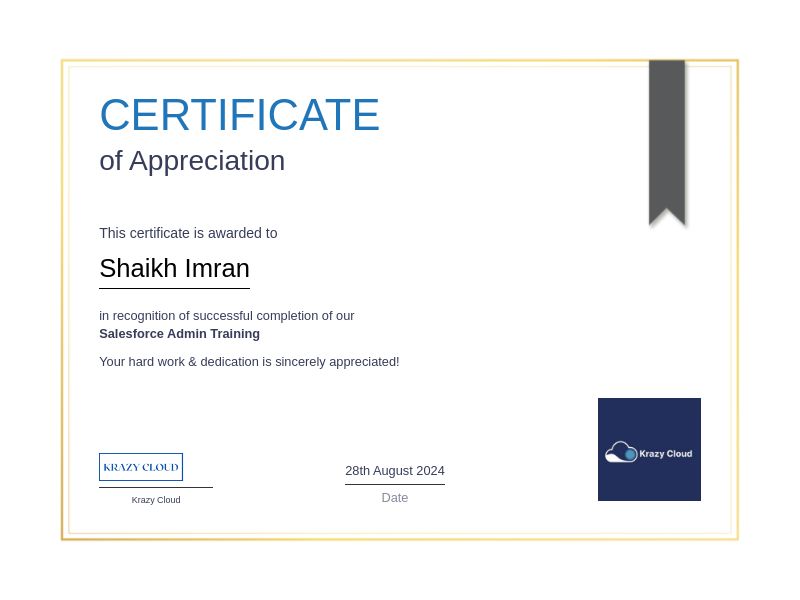 CERTIFICATE
of Appreciation
This certificate is awarded to
Shaikh Imran
in recognition of successful completion of our
Salesforce Admin Training
Your hard work & dedication is sincerely appreciated!
KRAZY CLOUD
Krazy Cloud
28th August 2024
Date
Krazy Cloud